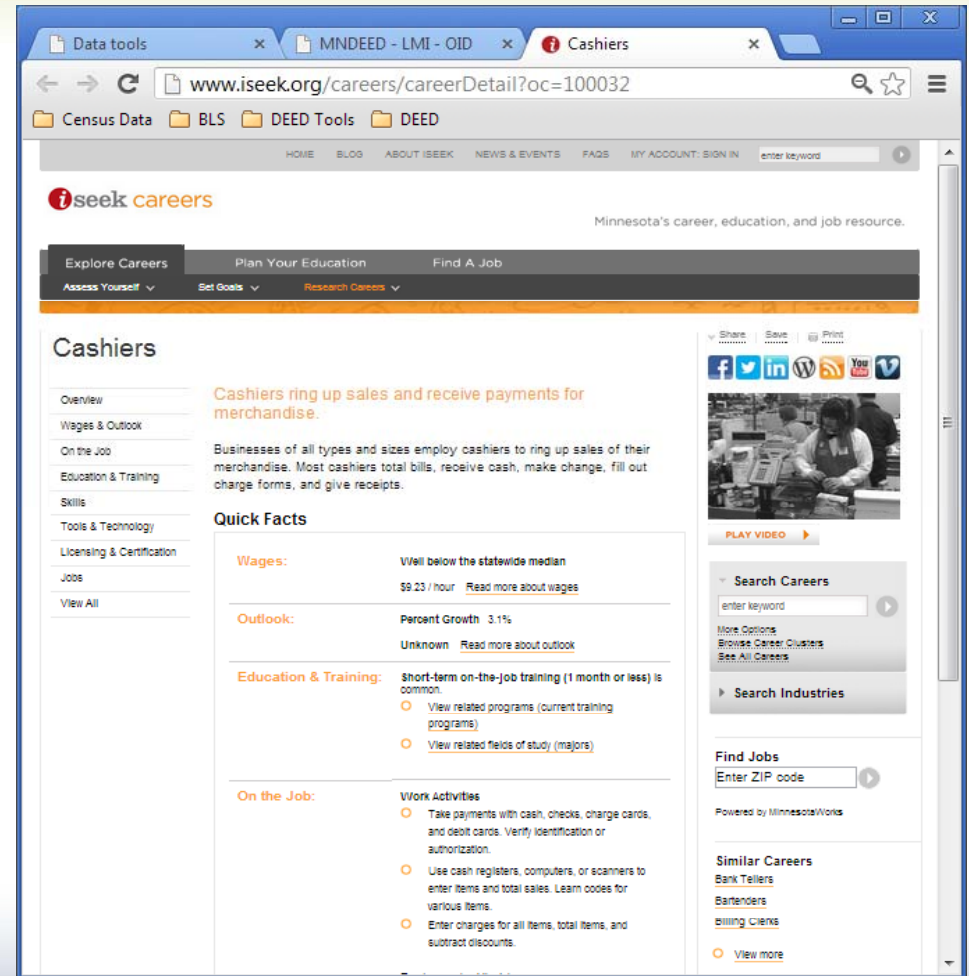 Data tools
MNDEED - LMI - OID
Cashiers
www.iseek.org/careers/careerDetail?oc=100032
Census Data BLS DEED Tools DEED
HOME BLOG ABOUT ISEEK NEWS & EVENTS FAQS MY ACCOUNT: SIGN IN enter keyword
iseek careers
Minnesota's career, education, and job resource.
Explore Careers Plan Your Education Find A Job
Assess Yourself Set Goals Research Careers
Cashiers
Overview
Wages & Outlook
On the Job
Education & Training
Skills
Tools & Technology
Licensing & Certification
Jobs
View All
Cashiers ring up sales and receive payments for
merchandise.
Businesses of all types and sizes employ cashiers to ring up sales of their
merchandise. Most cashiers total bills, receive cash, make change, fill out
charge forms, and give receipts.
Quick Facts
Wages:
Well below the statewide median
$9.23 / hour Read more about wages
Outlook:
Percent Growth 3.1%
Unknown Read more about outlook
Education & Training:
Short-term on-the-job training (1 month or less) is
common.
View related programs (current training
programs)
View related fields of study (majors)
On the Job:
Work Activities
Take payments with cash, checks, charge cards,
and debit cards. Verify identification or
authorization.
Use cash registers, computers, or scanners to
enter items and total sales. Learn codes for
various items.
Enter charges for all items, total items, and
subtract discounts.
Share Save Print
You
Tube
PLAY VIDEO
Search Careers
enter keyword
More Options
Browse Career Clusters
See All Careers
Search Industries
Find Jobs
Enter ZIP code
Powered by MinnesotaWorks
Similar Careers
Bank Tellers
Bartenders
Billing Clerks
View more